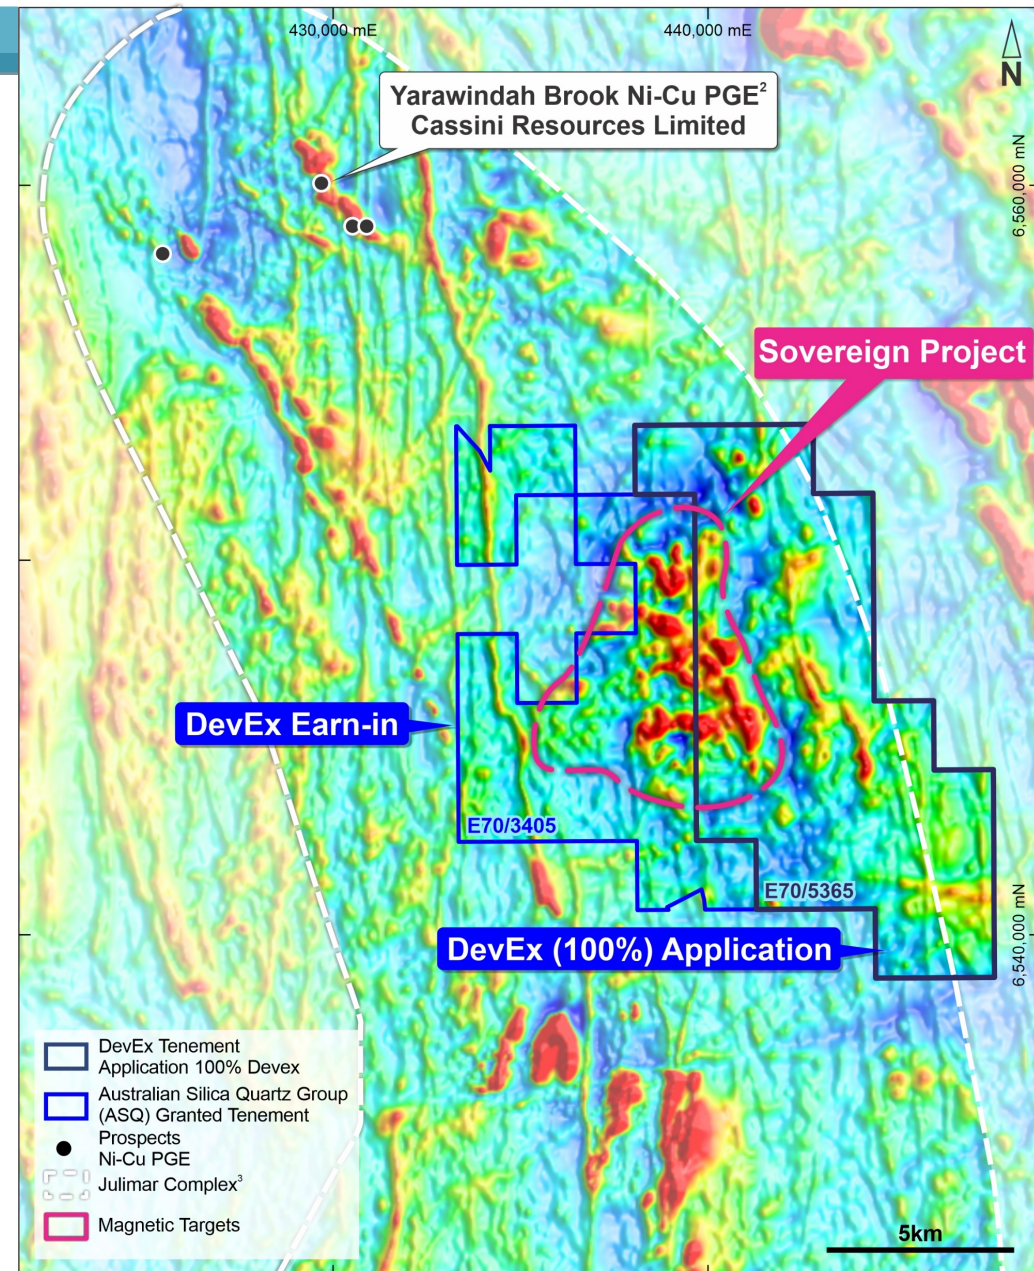 430,000 mE
440,000 mE
N
Yarawindah Brook Ni-Cu PGE²
Cassini Resources Limited
6,560,000 mN
Sovereign Project
DevEx Earn-in
E70/3405
E70/5365
DevEx (100%) Application
6,540,000 mN
DevEx Tenement
Application 100% Devex
Australian Silica Quartz Group
(ASQ) Granted Tenement
Prospects
Ni-Cu PGE
Julimar Complex³
Magnetic Targets
5km